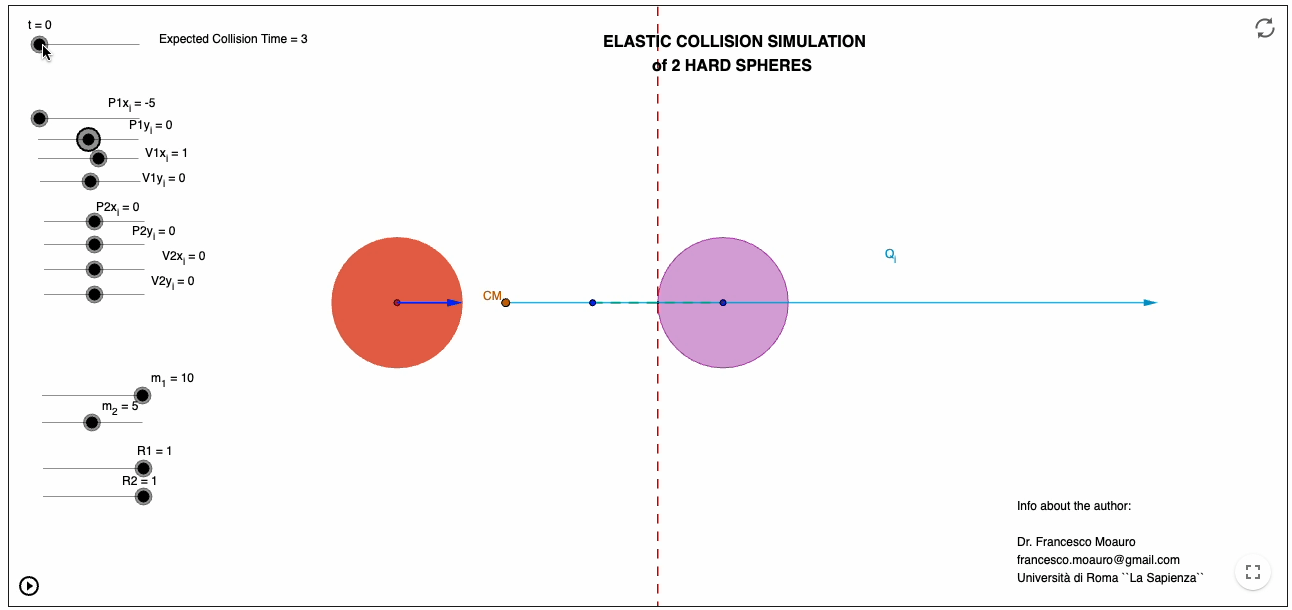 t = 0
Expected Collision Time = 3
ELASTIC COLLISION SIMULATION
of 2 HARD SPHERES
P1xᵢ = -5
P1yᵢ = 0
V1xᵢ = 1
V1yᵢ = 0
P2xᵢ = 0
P2yᵢ = 0
V2xᵢ = 0
V2yᵢ = 0
Qᵢ
CM
m₁ = 10
m₂ = 5
R1 = 1
R2 = 1
Info about the author:
Dr. Francesco Moauro
francesco.moauro@gmail.com
Università di Roma ``La Sapienza``